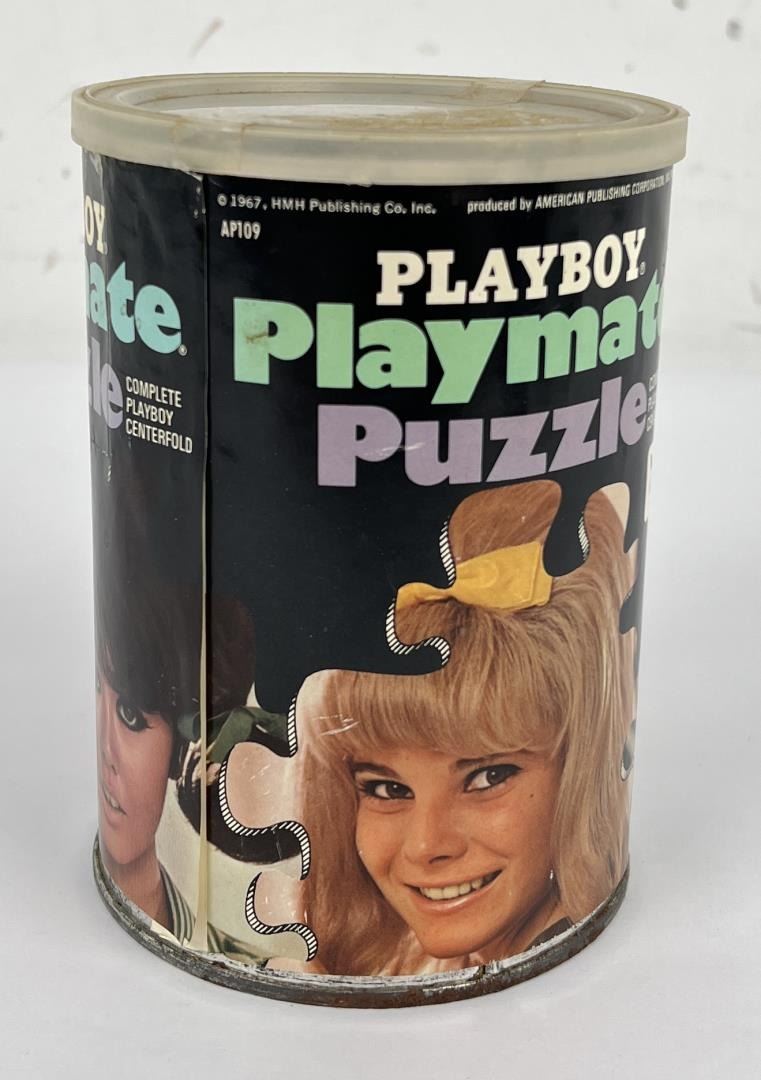 © 1967, HMH Publishing Co. Inc.
produced by AMERICAN PUBLISHING CORPORATION,
AP109
PLAYBOY®
Playmat
Puzzle
OY
ate®
le
COMPLETE
PLAYBOY
CENTERFOLD